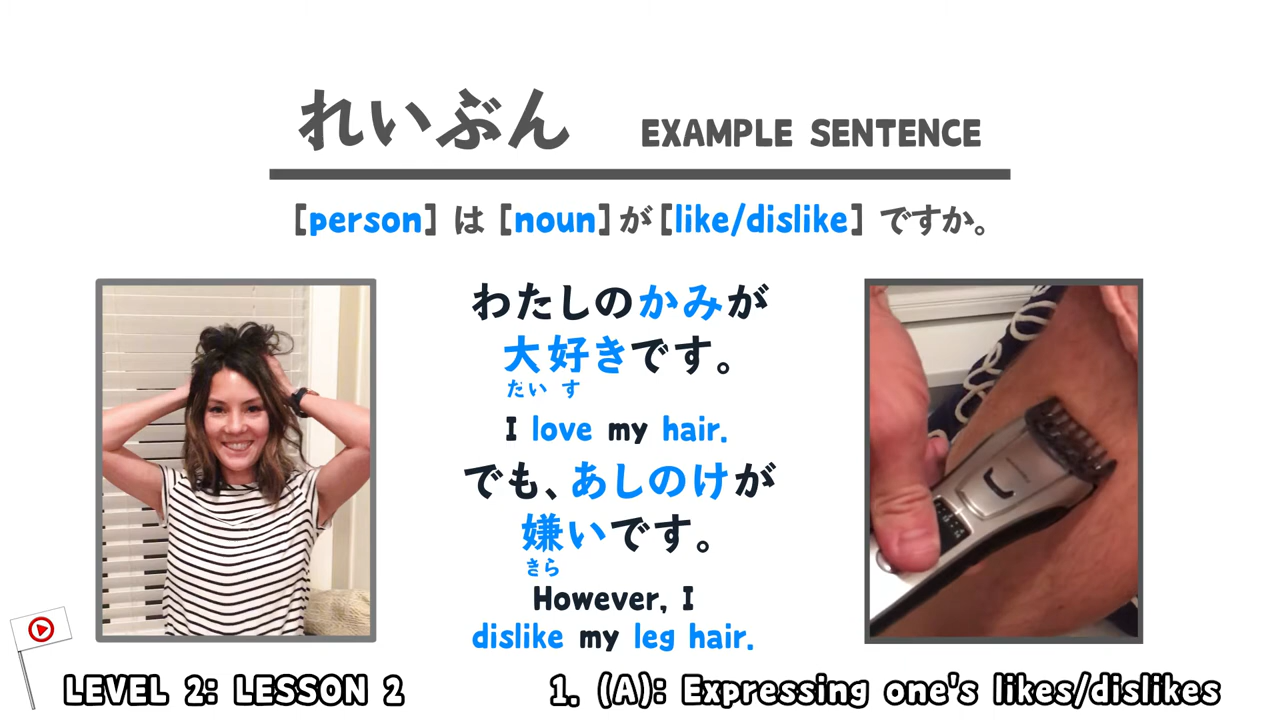 れいぶん EXAMPLE SENTENCE
[person] は [noun]が[like/dislike] ですか。
わたしのかみが
大好きです。
だい す
I love my hair.
でも、あしのけが
嫌いです。
きら
However, I
dislike my leg hair.
LEVEL 2: LESSON 2
1. (A): Expressing one's likes/dislikes